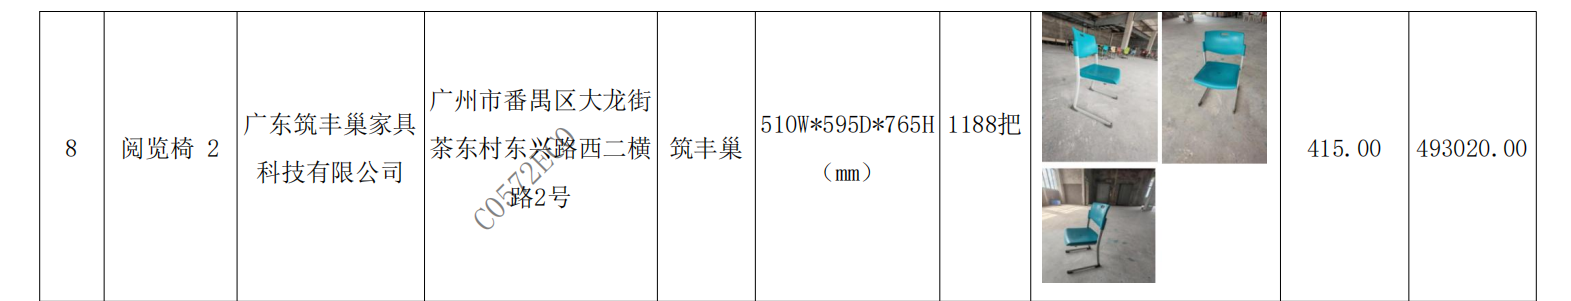 8
阅览椅 2
广东筑丰巢家具
科技有限公司
广州市番禺区大龙街
茶东村东兴路西二横
路2号
筑丰巢
510W*595D*765H
（mm）
1188把
415.00
493020.00